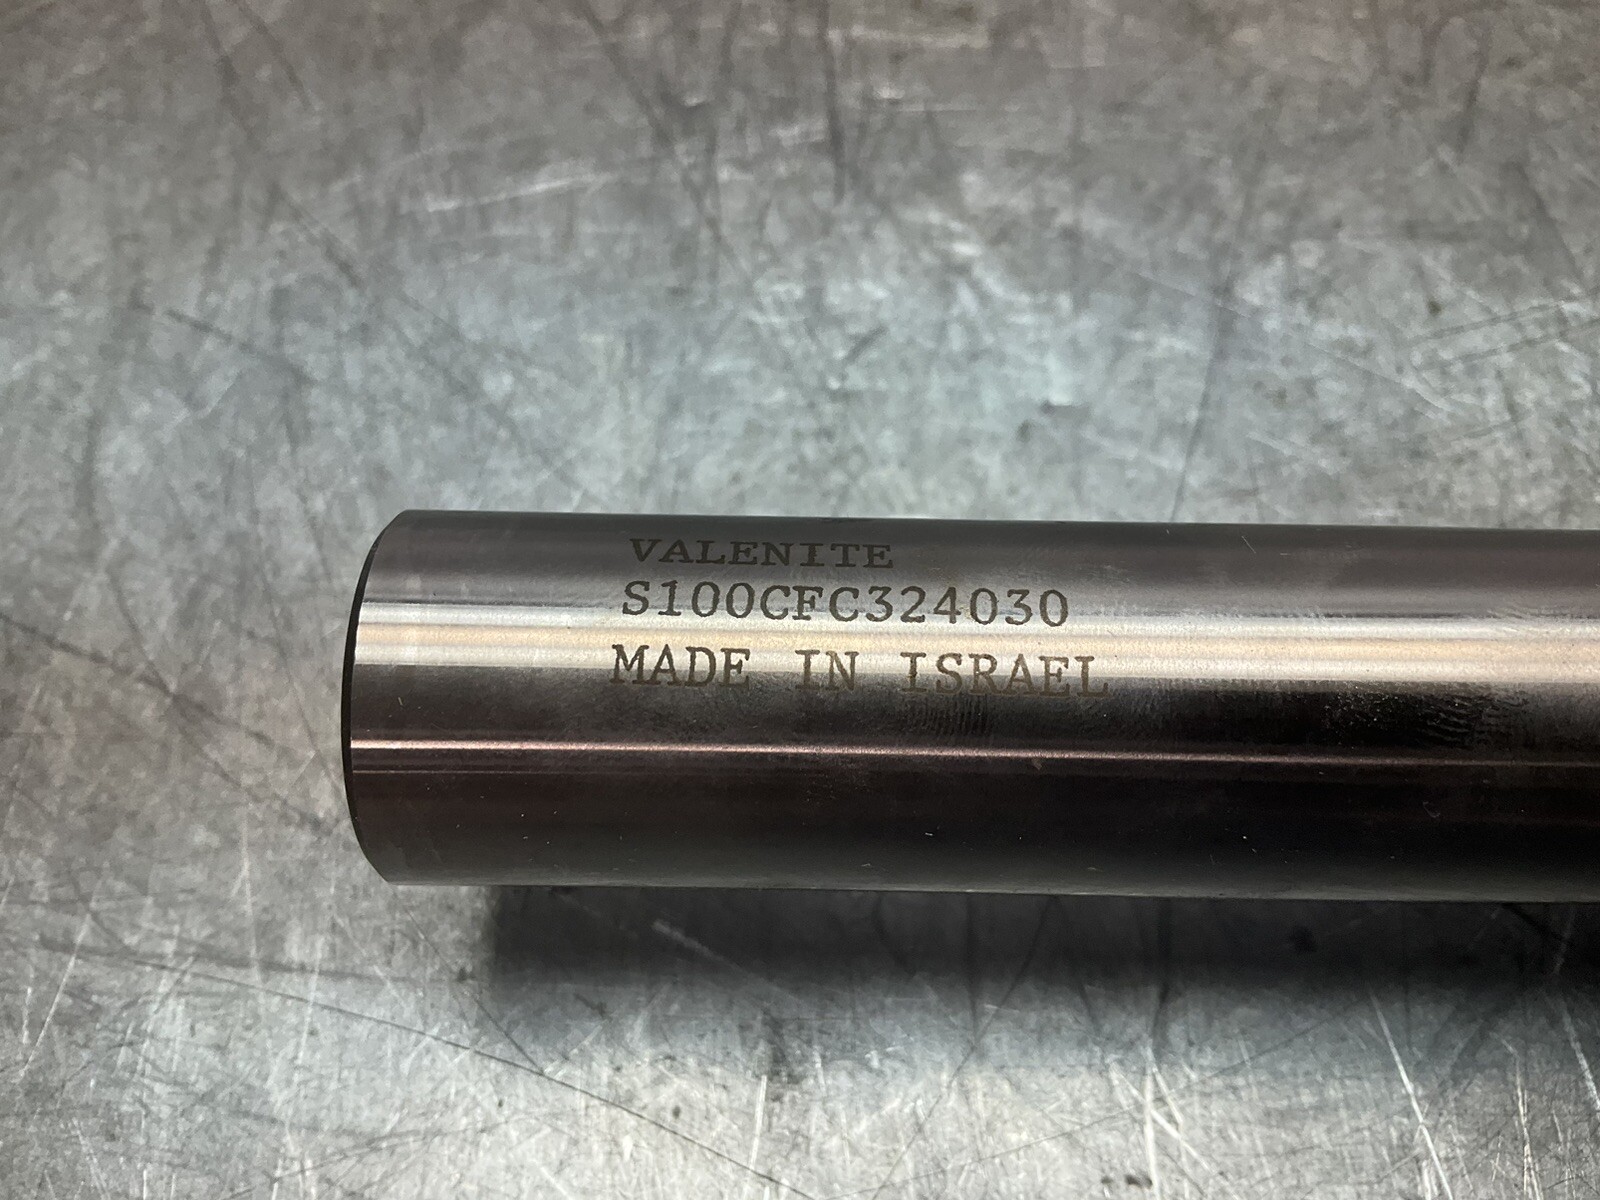 VALENITE
S100CFC324030
MADE IN ISRAEL